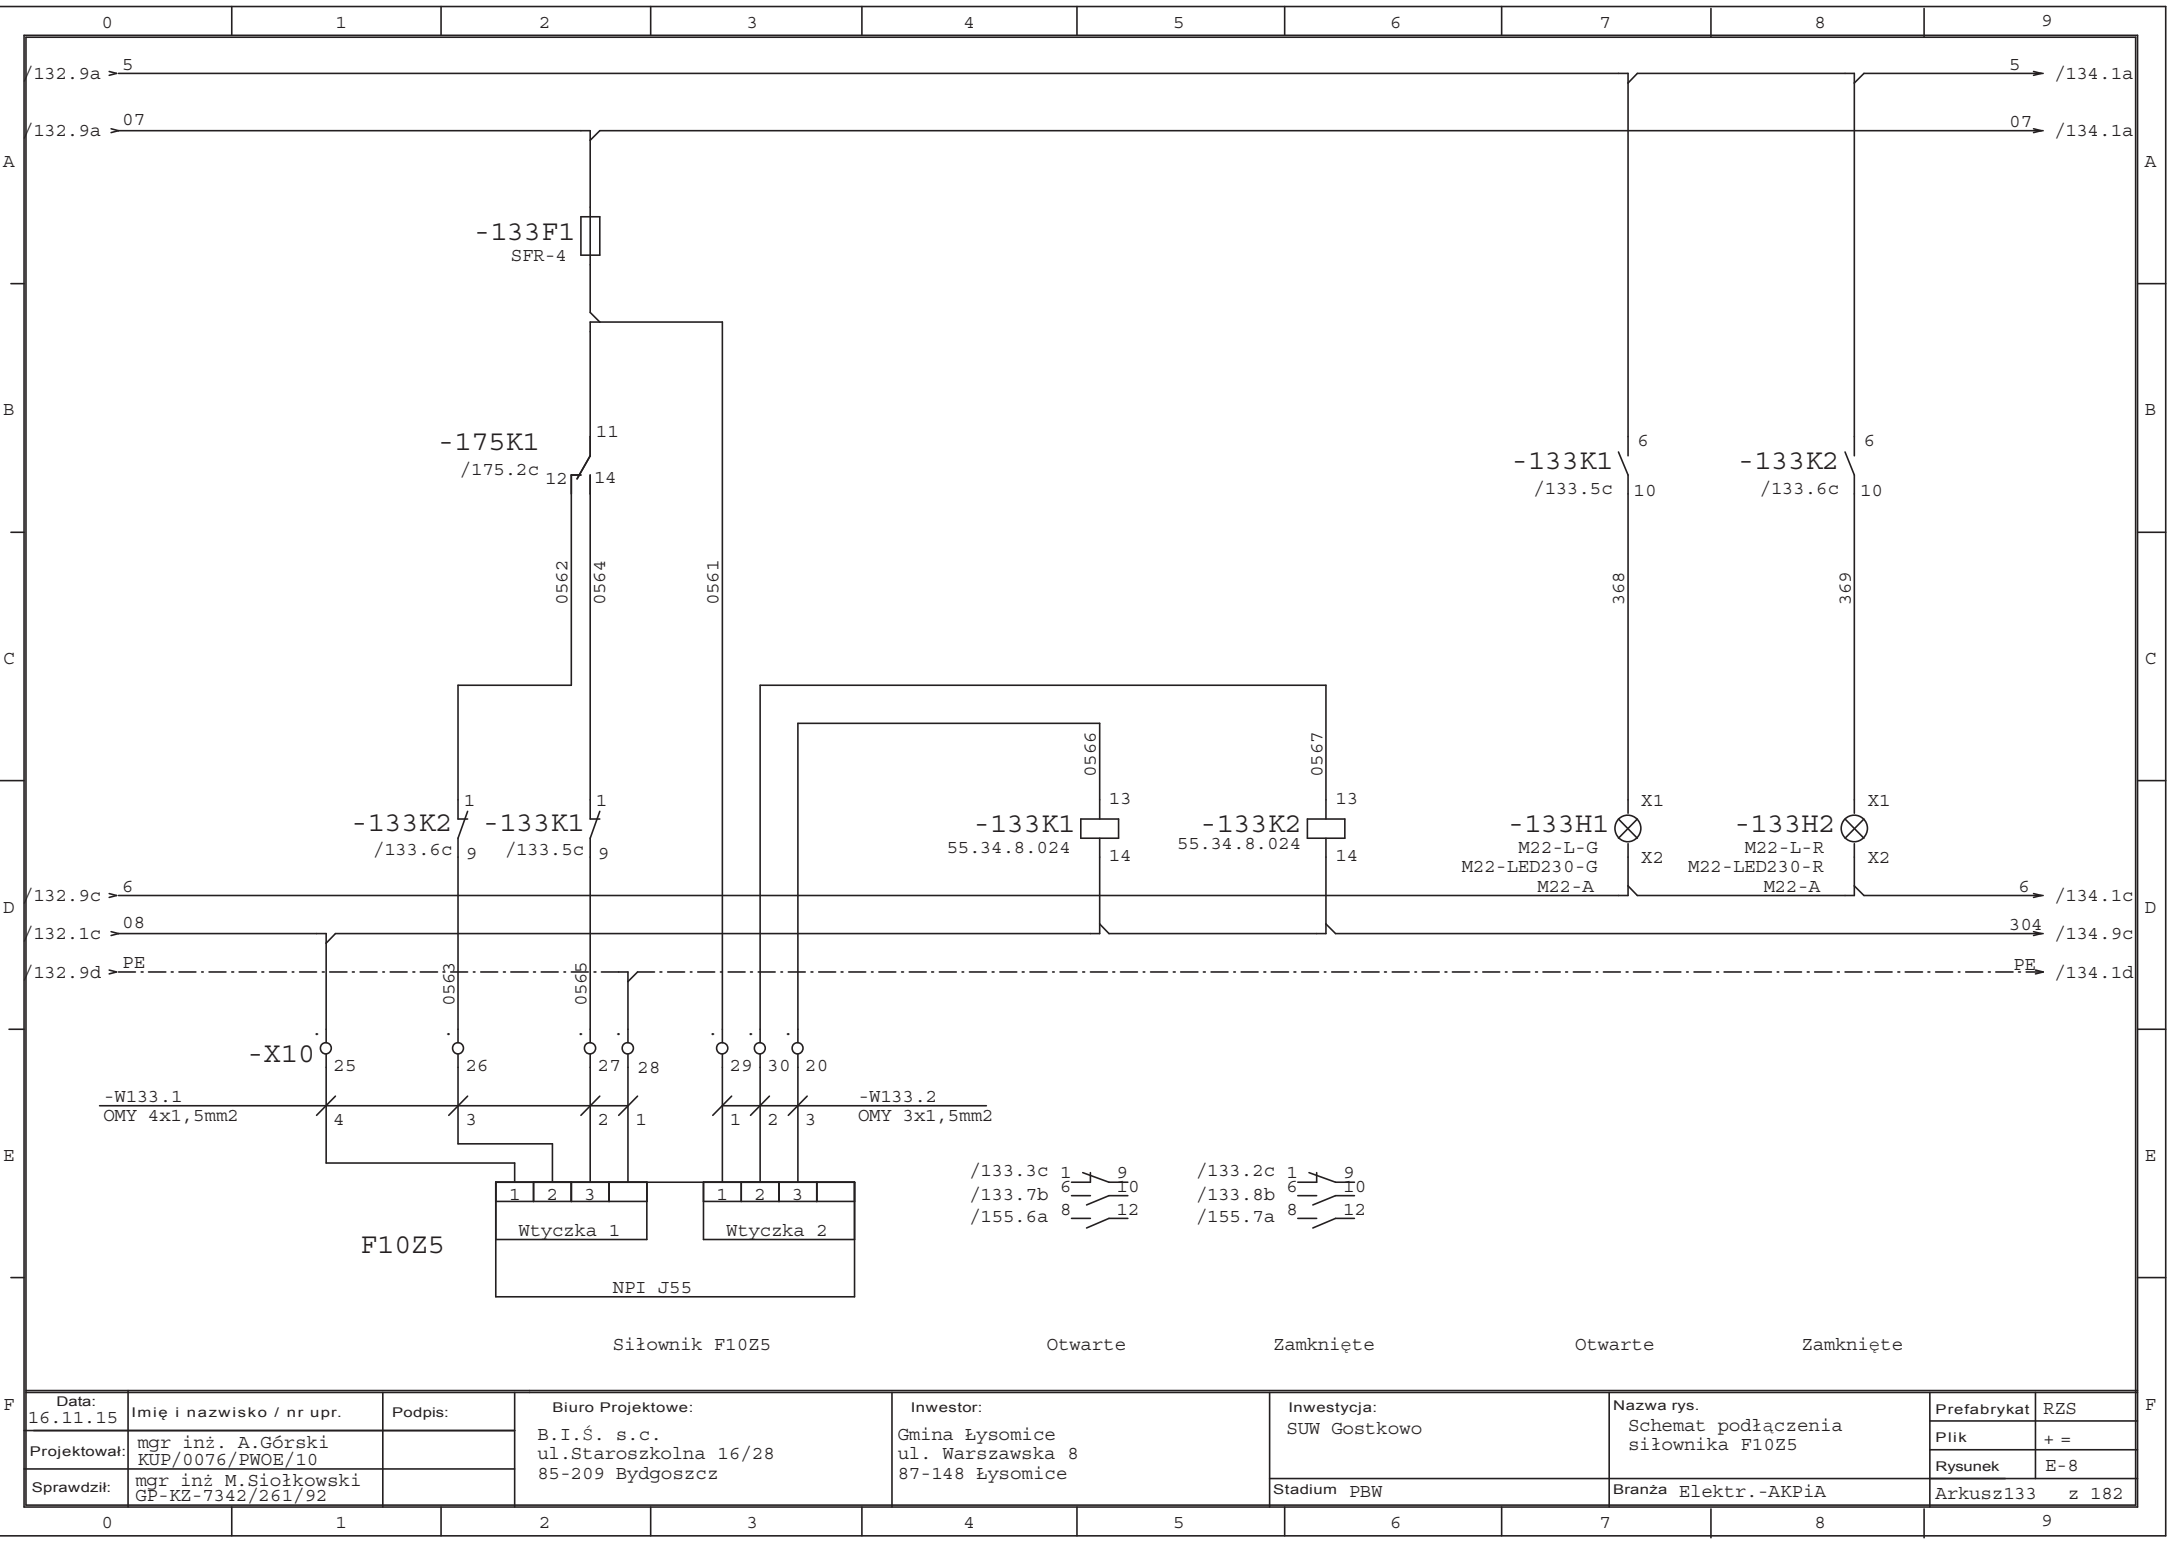 0 1 2 3 4 5 6 7 8 9
/132.9a 5 5 /134.1a
/132.9a 07 07 /134.1a
A A
-133F1
SFR-4
B B
-175K1 11
/175.2c 12 14
-133K1 6
/133.5c 10
-133K2 6
/133.6c 10
0562 0564 0561 368 369
C C
0566 0567
-133K2 1
/133.6c 9
-133K1 1
/133.5c 9
-133K1 13
55.34.8.024 14
-133K2 13
55.34.8.024 14
-133H1 X1
M22-L-G X2
M22-LED230-G
M22-A
-133H2 X1
M22-L-R X2
M22-LED230-R
M22-A
/132.9c 6 6 /134.1c
D D
/132.1c 08 304 /134.9c
/132.9d PE PE /134.1d
0563 0565
-X10 25 26 27 28 29 30 20
-W133.1
OMY 4x1,5mm2
4 3 2 1 1 2 3
-W133.2
OMY 3x1,5mm2
E E
/133.3c 1 9
/133.7b 6 10
/155.6a 8 12
/133.2c 1 9
/133.8b 6 10
/155.7a 8 12
1 2 3 1 2 3
Wtyczka 1 Wtyczka 2
F10Z5
NPI J55
Siłownik F10Z5 Otwarte Zamknięte Otwarte Zamknięte
F F
Data:
16.11.15
Imię i nazwisko / nr upr.
Podpis:
Projektował:
mgr inż. A.Górski
KUP/0076/PWOE/10
Sprawdził:
mgr inż M.Siołkowski
GP-KZ-7342/261/92
Biuro Projektowe:
B.I.Ś. s.c.
ul.Staroszkolna 16/28
85-209 Bydgoszcz
Inwestor:
Gmina Łysomice
ul. Warszawska 8
87-148 Łysomice
Inwestycja:
SUW Gostkowo
Stadium PBW
Nazwa rys.
Schemat podłączenia
siłownika F10Z5
Branża Elektr.-AKPiA
Prefabrykat RZS
Plik + =
Rysunek E-8
Arkusz133 z 182
0 1 2 3 4 5 6 7 8 9